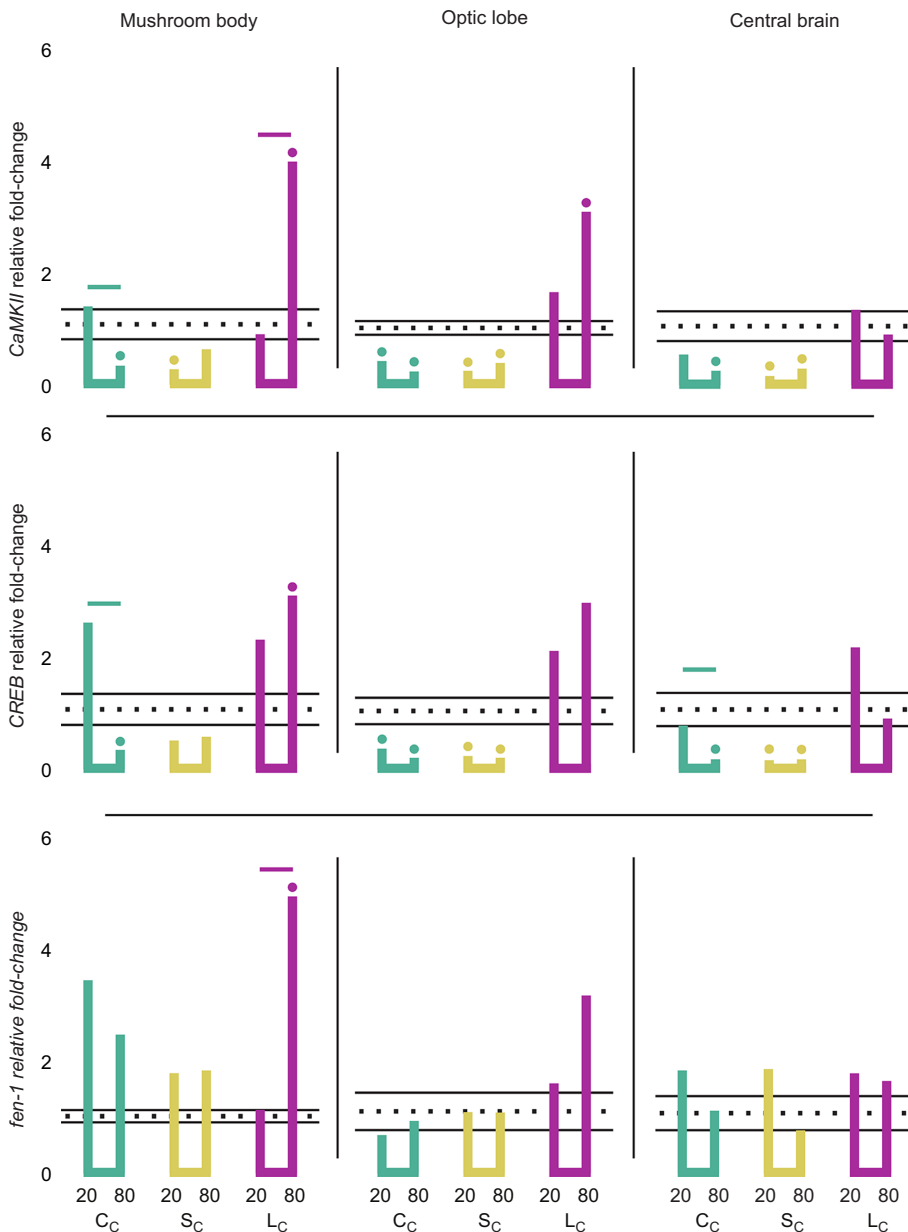 Mushroom body Optic lobe Central brain
CaMKII relative fold-change
6
4
2
0
CREB relative fold-change
6
4
2
0
fen-1 relative fold-change
6
4
2
0
20 80 20 80 20 80 20 80 20 80 20 80 20 80 20 80 20 80
C_C S_C L_C C_C S_C L_C C_C S_C L_C